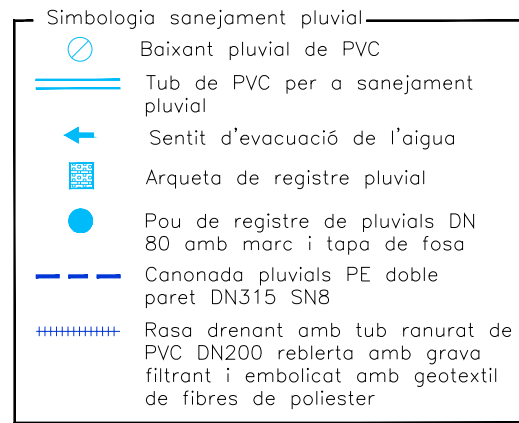 Simbologia sanejament pluvial
Baixant pluvial de PVC
Tub de PVC per a sanejament
pluvial
Sentit d'evacuació de l'aigua
Arqueta de registre pluvial
Pou de registre de pluvials DN
80 amb marc i tapa de fosa
Canonada pluvials PE doble
paret DN315 SN8
Rasa drenant amb tub ranurat de
PVC DN200 reblerta amb grava
filtrant i embolicat amb geotextil
de fibres de poliester